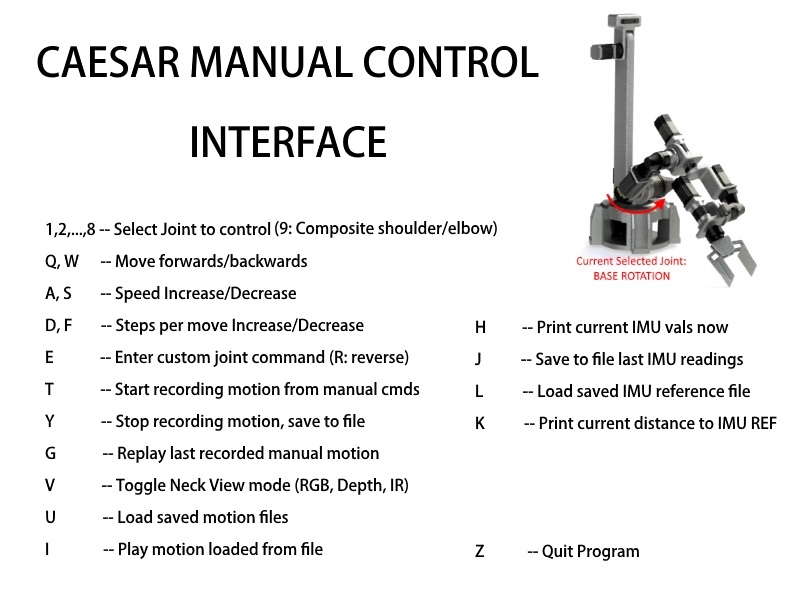 CAESAR MANUAL CONTROL
INTERFACE
1,2,...,8 -- Select Joint to control (9: Composite shoulder/elbow)
Q, W -- Move forwards/backwards
A, S -- Speed Increase/Decrease
D, F -- Steps per move Increase/Decrease
E -- Enter custom joint command (R: reverse)
T -- Start recording motion from manual cmds
Y -- Stop recording motion, save to file
G -- Replay last recorded manual motion
V -- Toggle Neck View mode (RGB, Depth, IR)
U -- Load saved motion files
I -- Play motion loaded from file
Current Selected Joint:
BASE ROTATION
H -- Print current IMU vals now
J -- Save to file last IMU readings
L -- Load saved IMU reference file
K -- Print current distance to IMU REF
Z -- Quit Program